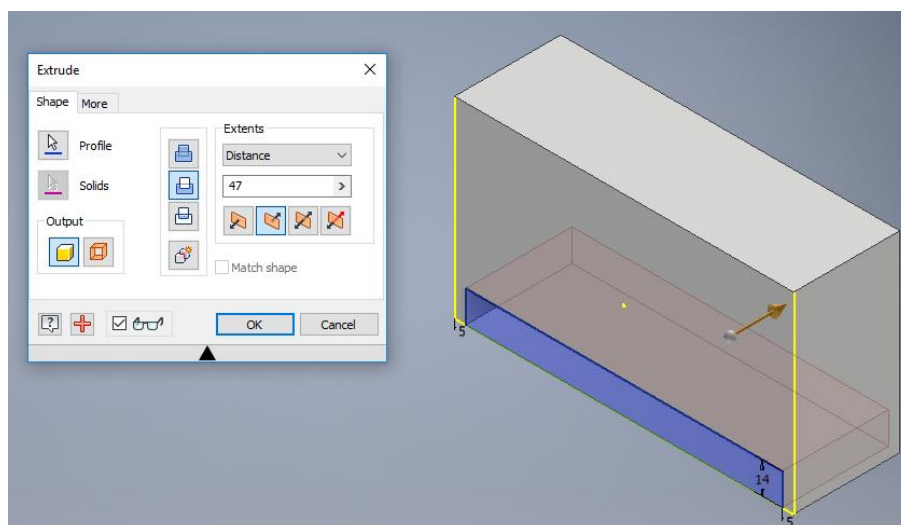 Extrude
Shape More
Profile
Solids
Output
Extents
Distance
47
Match shape
OK Cancel
5
14
5